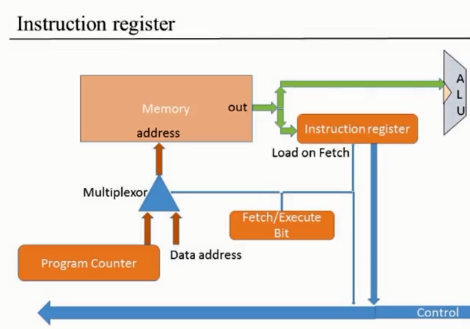 Instruction register
Memory
out
address
A
L
U
Instruction register
Load on Fetch
Multiplexor
Fetch/Execute
Bit
Data address
Program Counter
Control